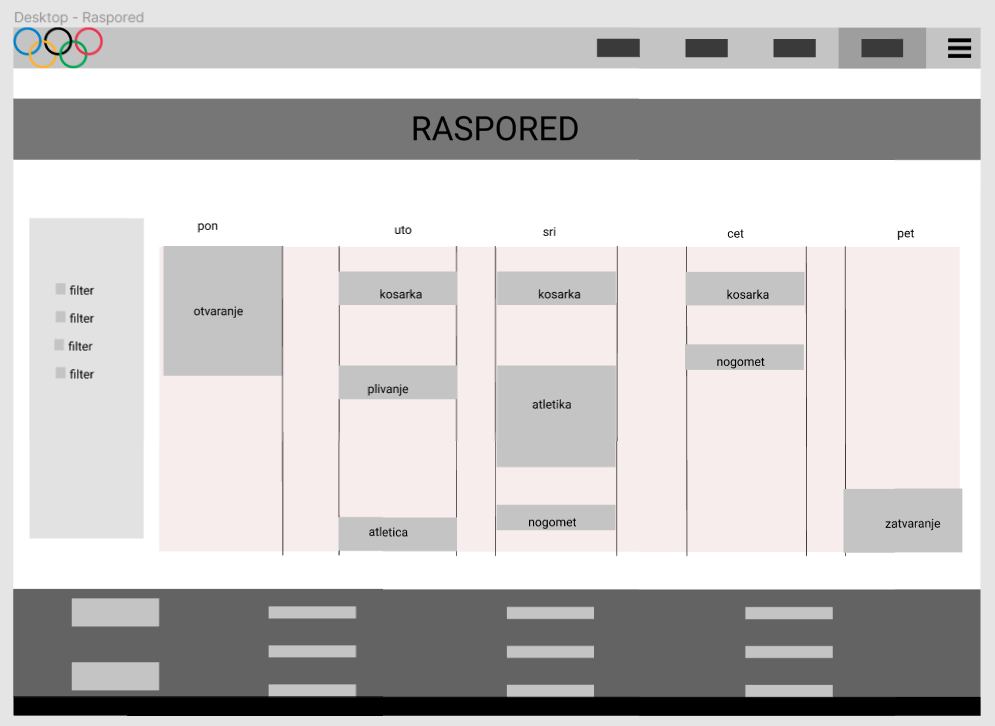 Desktop - Raspored
RASPORED
pon
uto
sri
cet
pet
filter
filter
filter
filter
otvaranje
kosarka
plivanje
atletica
kosarka
atletika
nogomet
kosarka
nogomet
zatvaranje